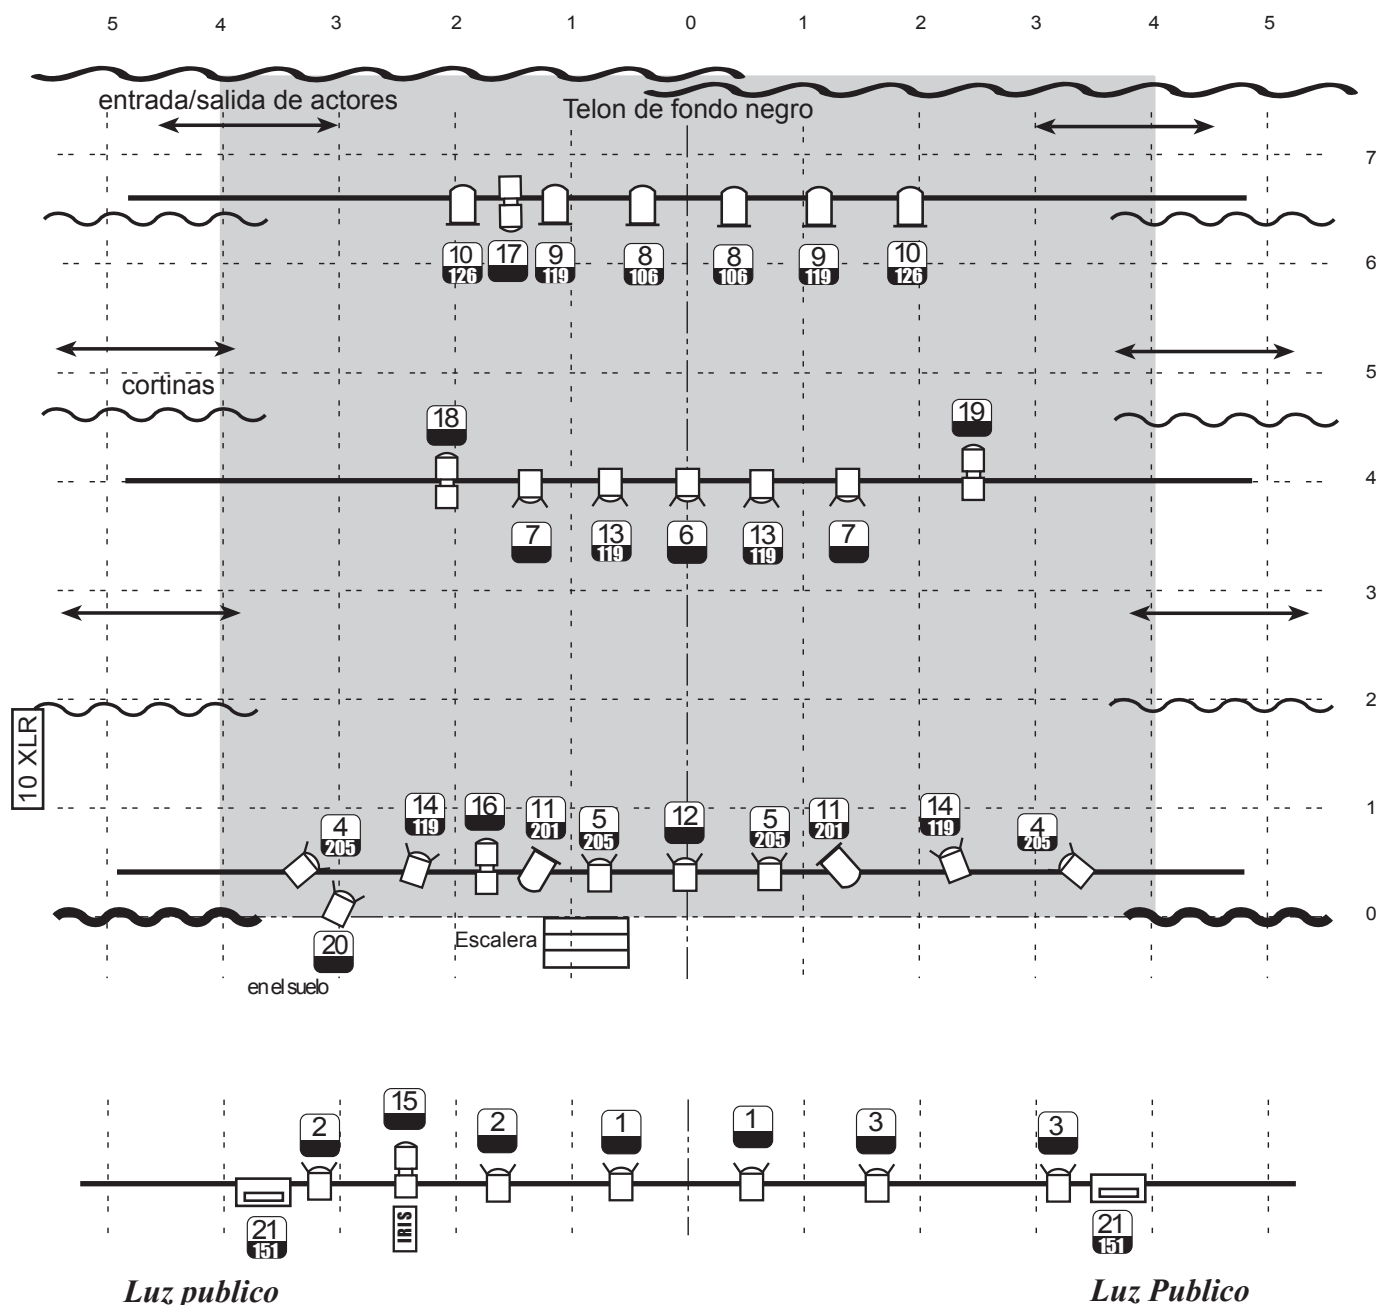 5 4 3 2 1 0 1 2 3 4 5
entrada/salida de actores
Telon de fondo negro
7
10 17 9 8 8 9 10
126 119 106 106 119 126
6
5
cortinas
18 19
4
7 13 6 13 7
119 119
3
2
10 XLR
1
4 14 16 11 5 12 5 11 14 4
205 119 201 205 205 201 119 205
0
20
Escalera
en el suelo
2 15 2 1 1 3 3
IRIS
21 21
151 151
Luz publico
Luz Publico